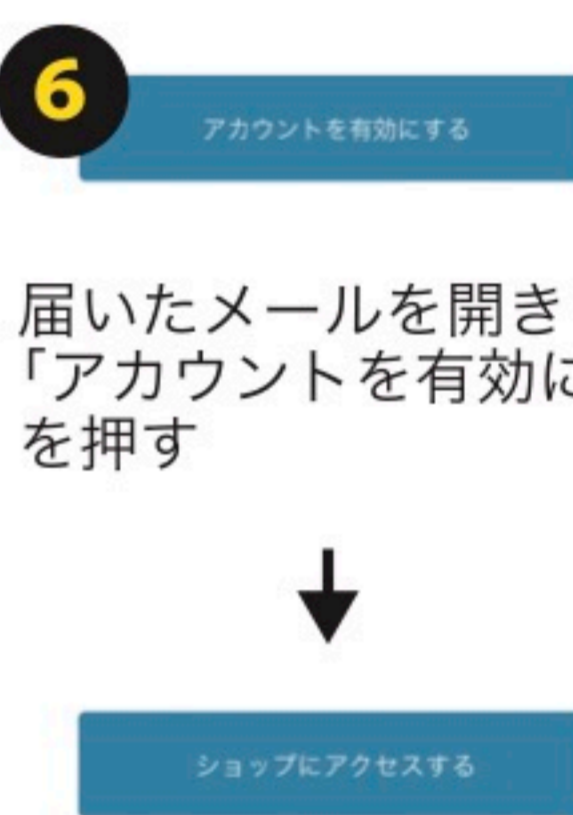 6
アカウントを有効にする
届いたメールを開き
「アカウントを有効に
を押す
ショップにアクセスする